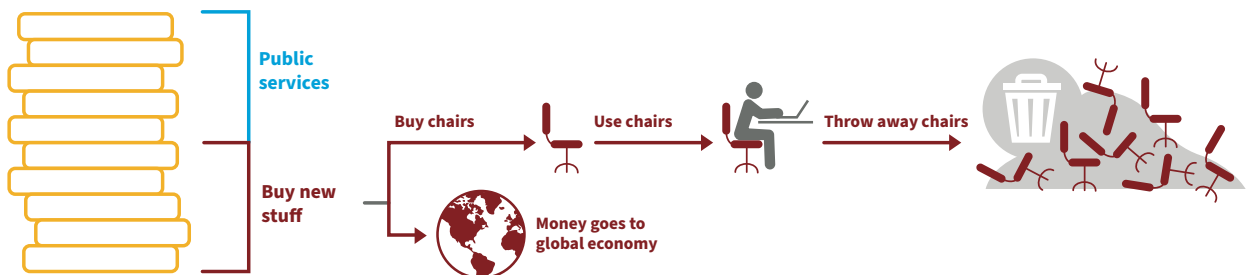 Public
services
Buy chairs
Use chairs
Throw away chairs
Buy new
stuff
Money goes to
global economy